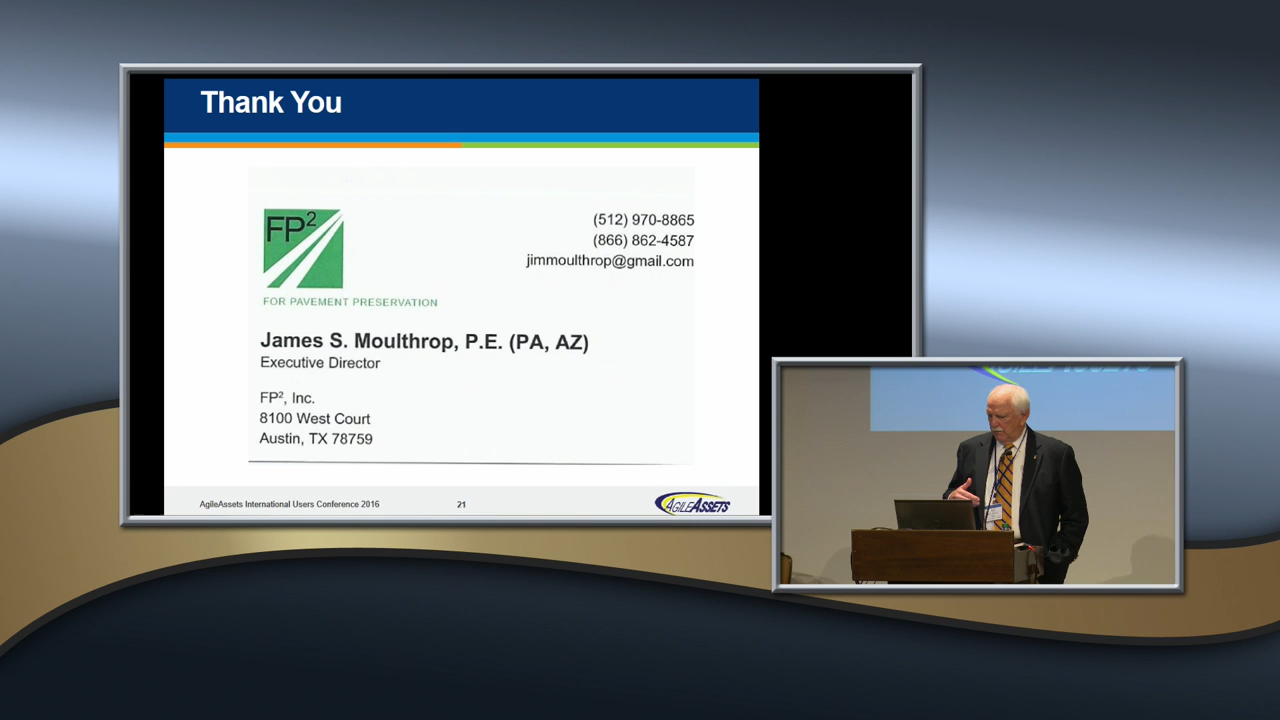 Thank You
FP²
FOR PAVEMENT PRESERVATION
(512) 970-8865
(866) 862-4587
jimmoulthrop@gmail.com
James S. Moulthrop, P.E. (PA, AZ)
Executive Director
FP², Inc.
8100 West Court
Austin, TX 78759
AgileAssets International Users Conference 2016
21
AGILEASSETS